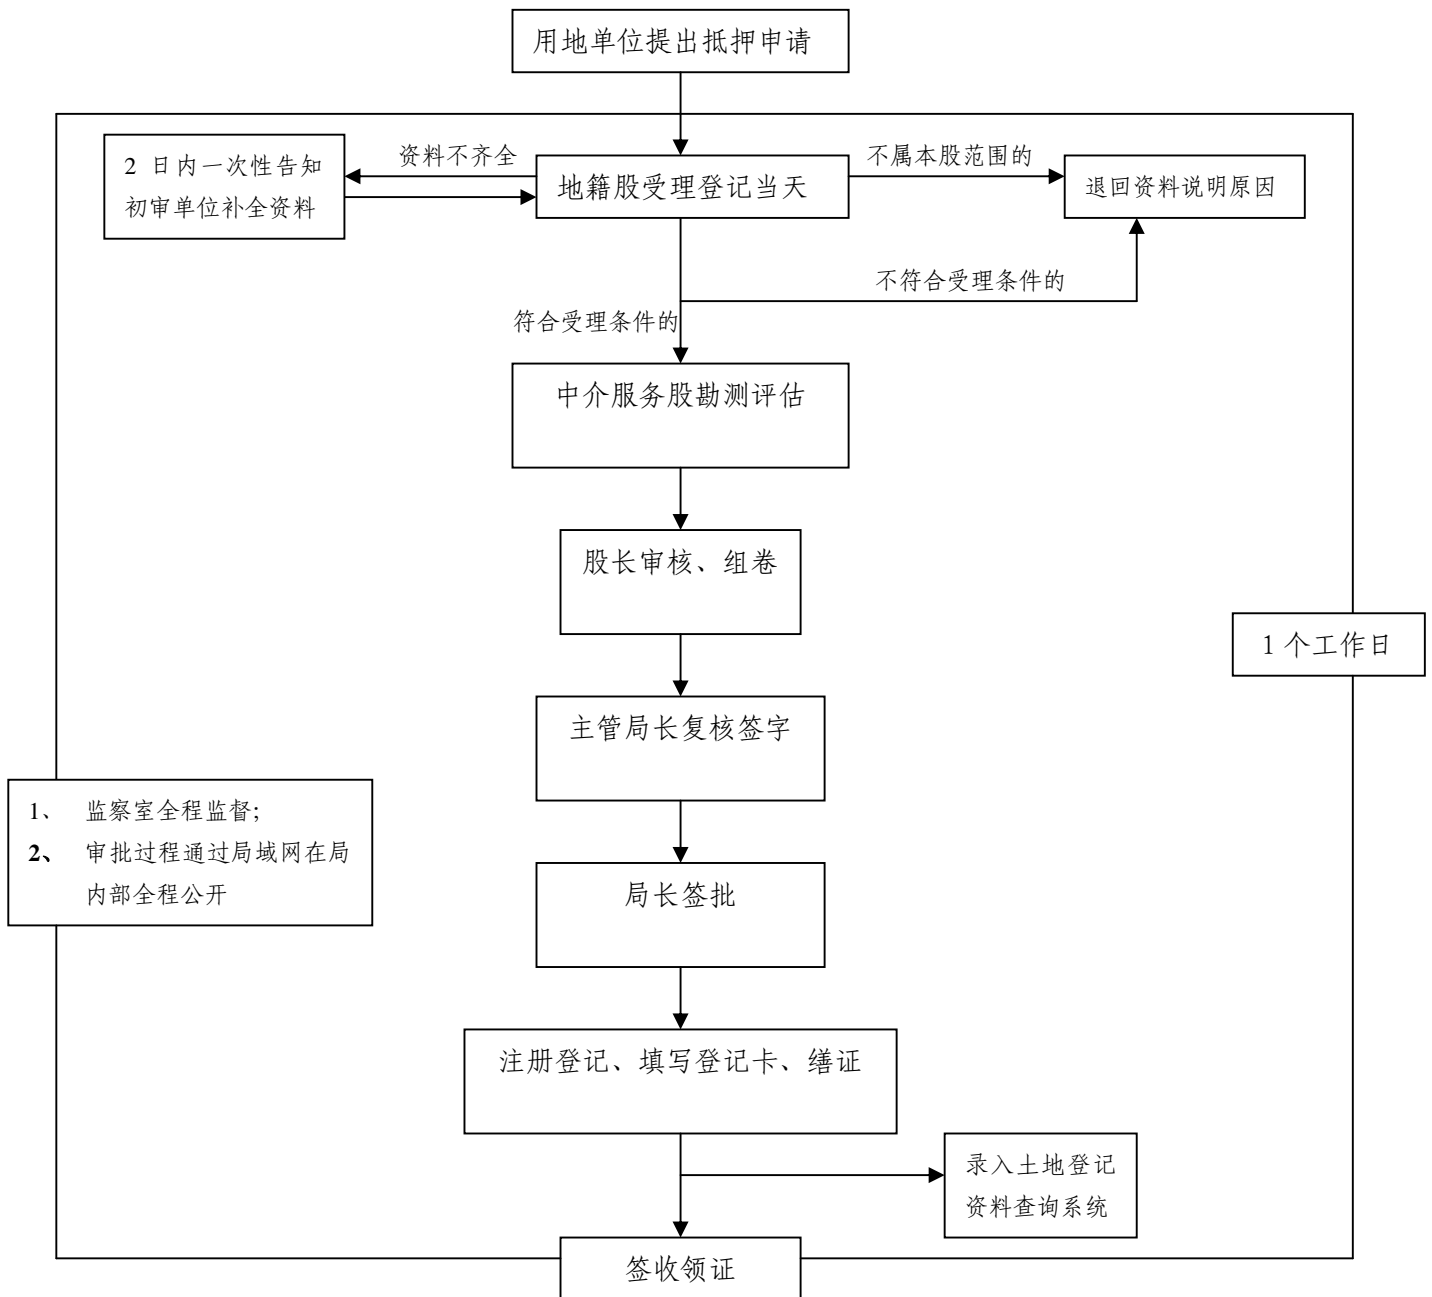 用地单位提出抵押申请
2 日内一次性告知
初审单位补全资料
资料不齐全
地籍股受理登记当天
不属本股范围的
退回资料说明原因
不符合受理条件的
符合受理条件的
中介服务股勘测评估
股长审核、组卷
1 个工作日
主管局长复核签字
1、 监察室全程监督;
2、 审批过程通过局域网在局
内部全程公开
局长签批
注册登记、填写登记卡、缮证
录入土地登记
资料查询系统
签收领证